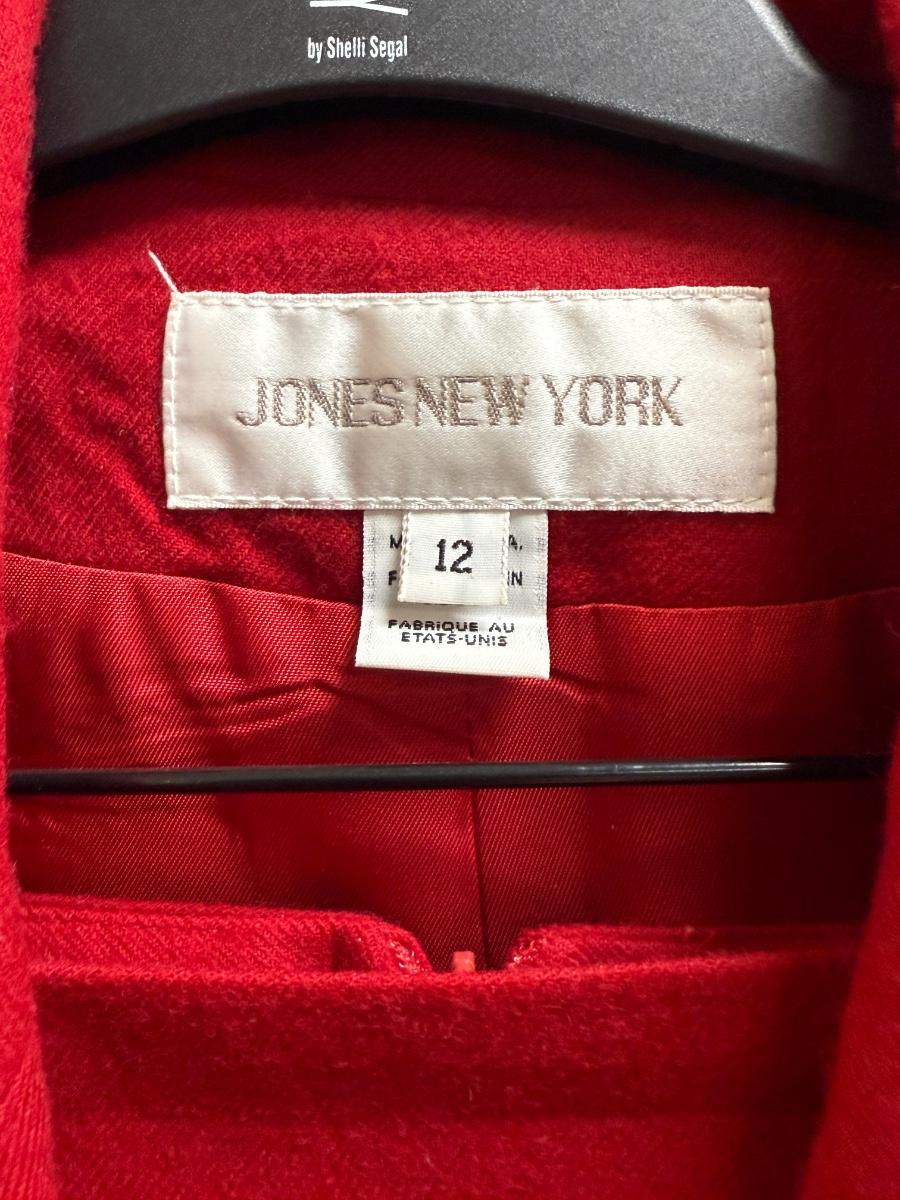 by Shelli Segal
JONES NEW YORK
12
FABRIQUE AU
ETATS-UNIS